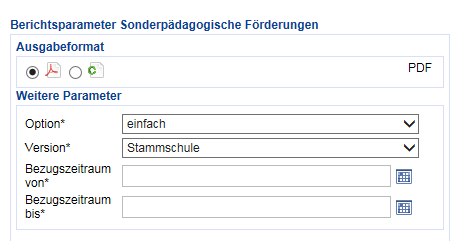 Berichtsparameter Sonderpädagogische Förderungen
Ausgabeformat
PDF
Weitere Parameter
Option* einfach
Version* Stammschule
Bezugszeitraum
von*
Bezugszeitraum
bis*